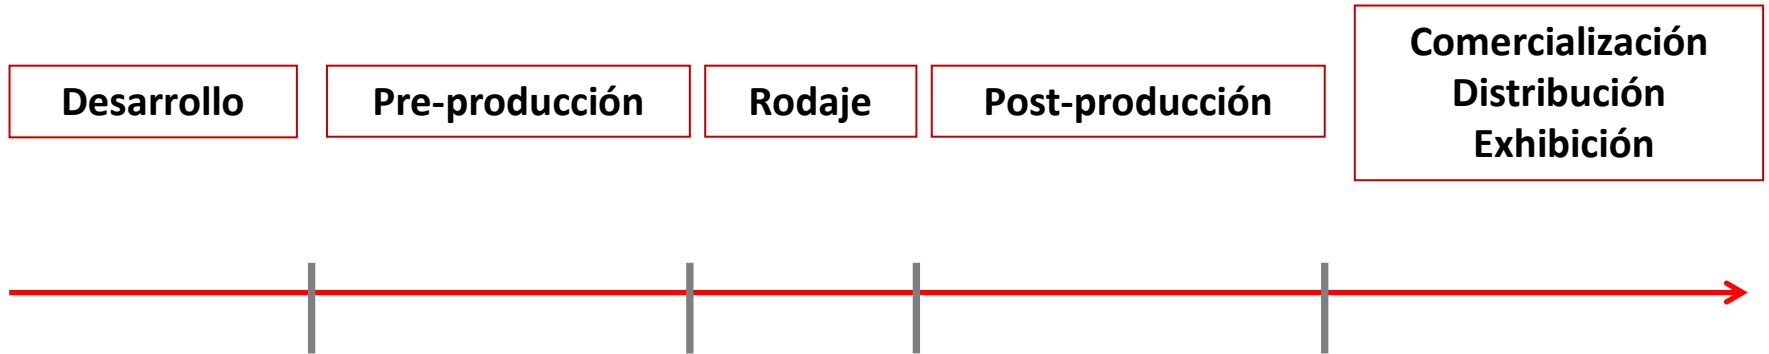 Desarrollo
Pre-producción
Rodaje
Post-producción
Comercialización
Distribución
Exhibición